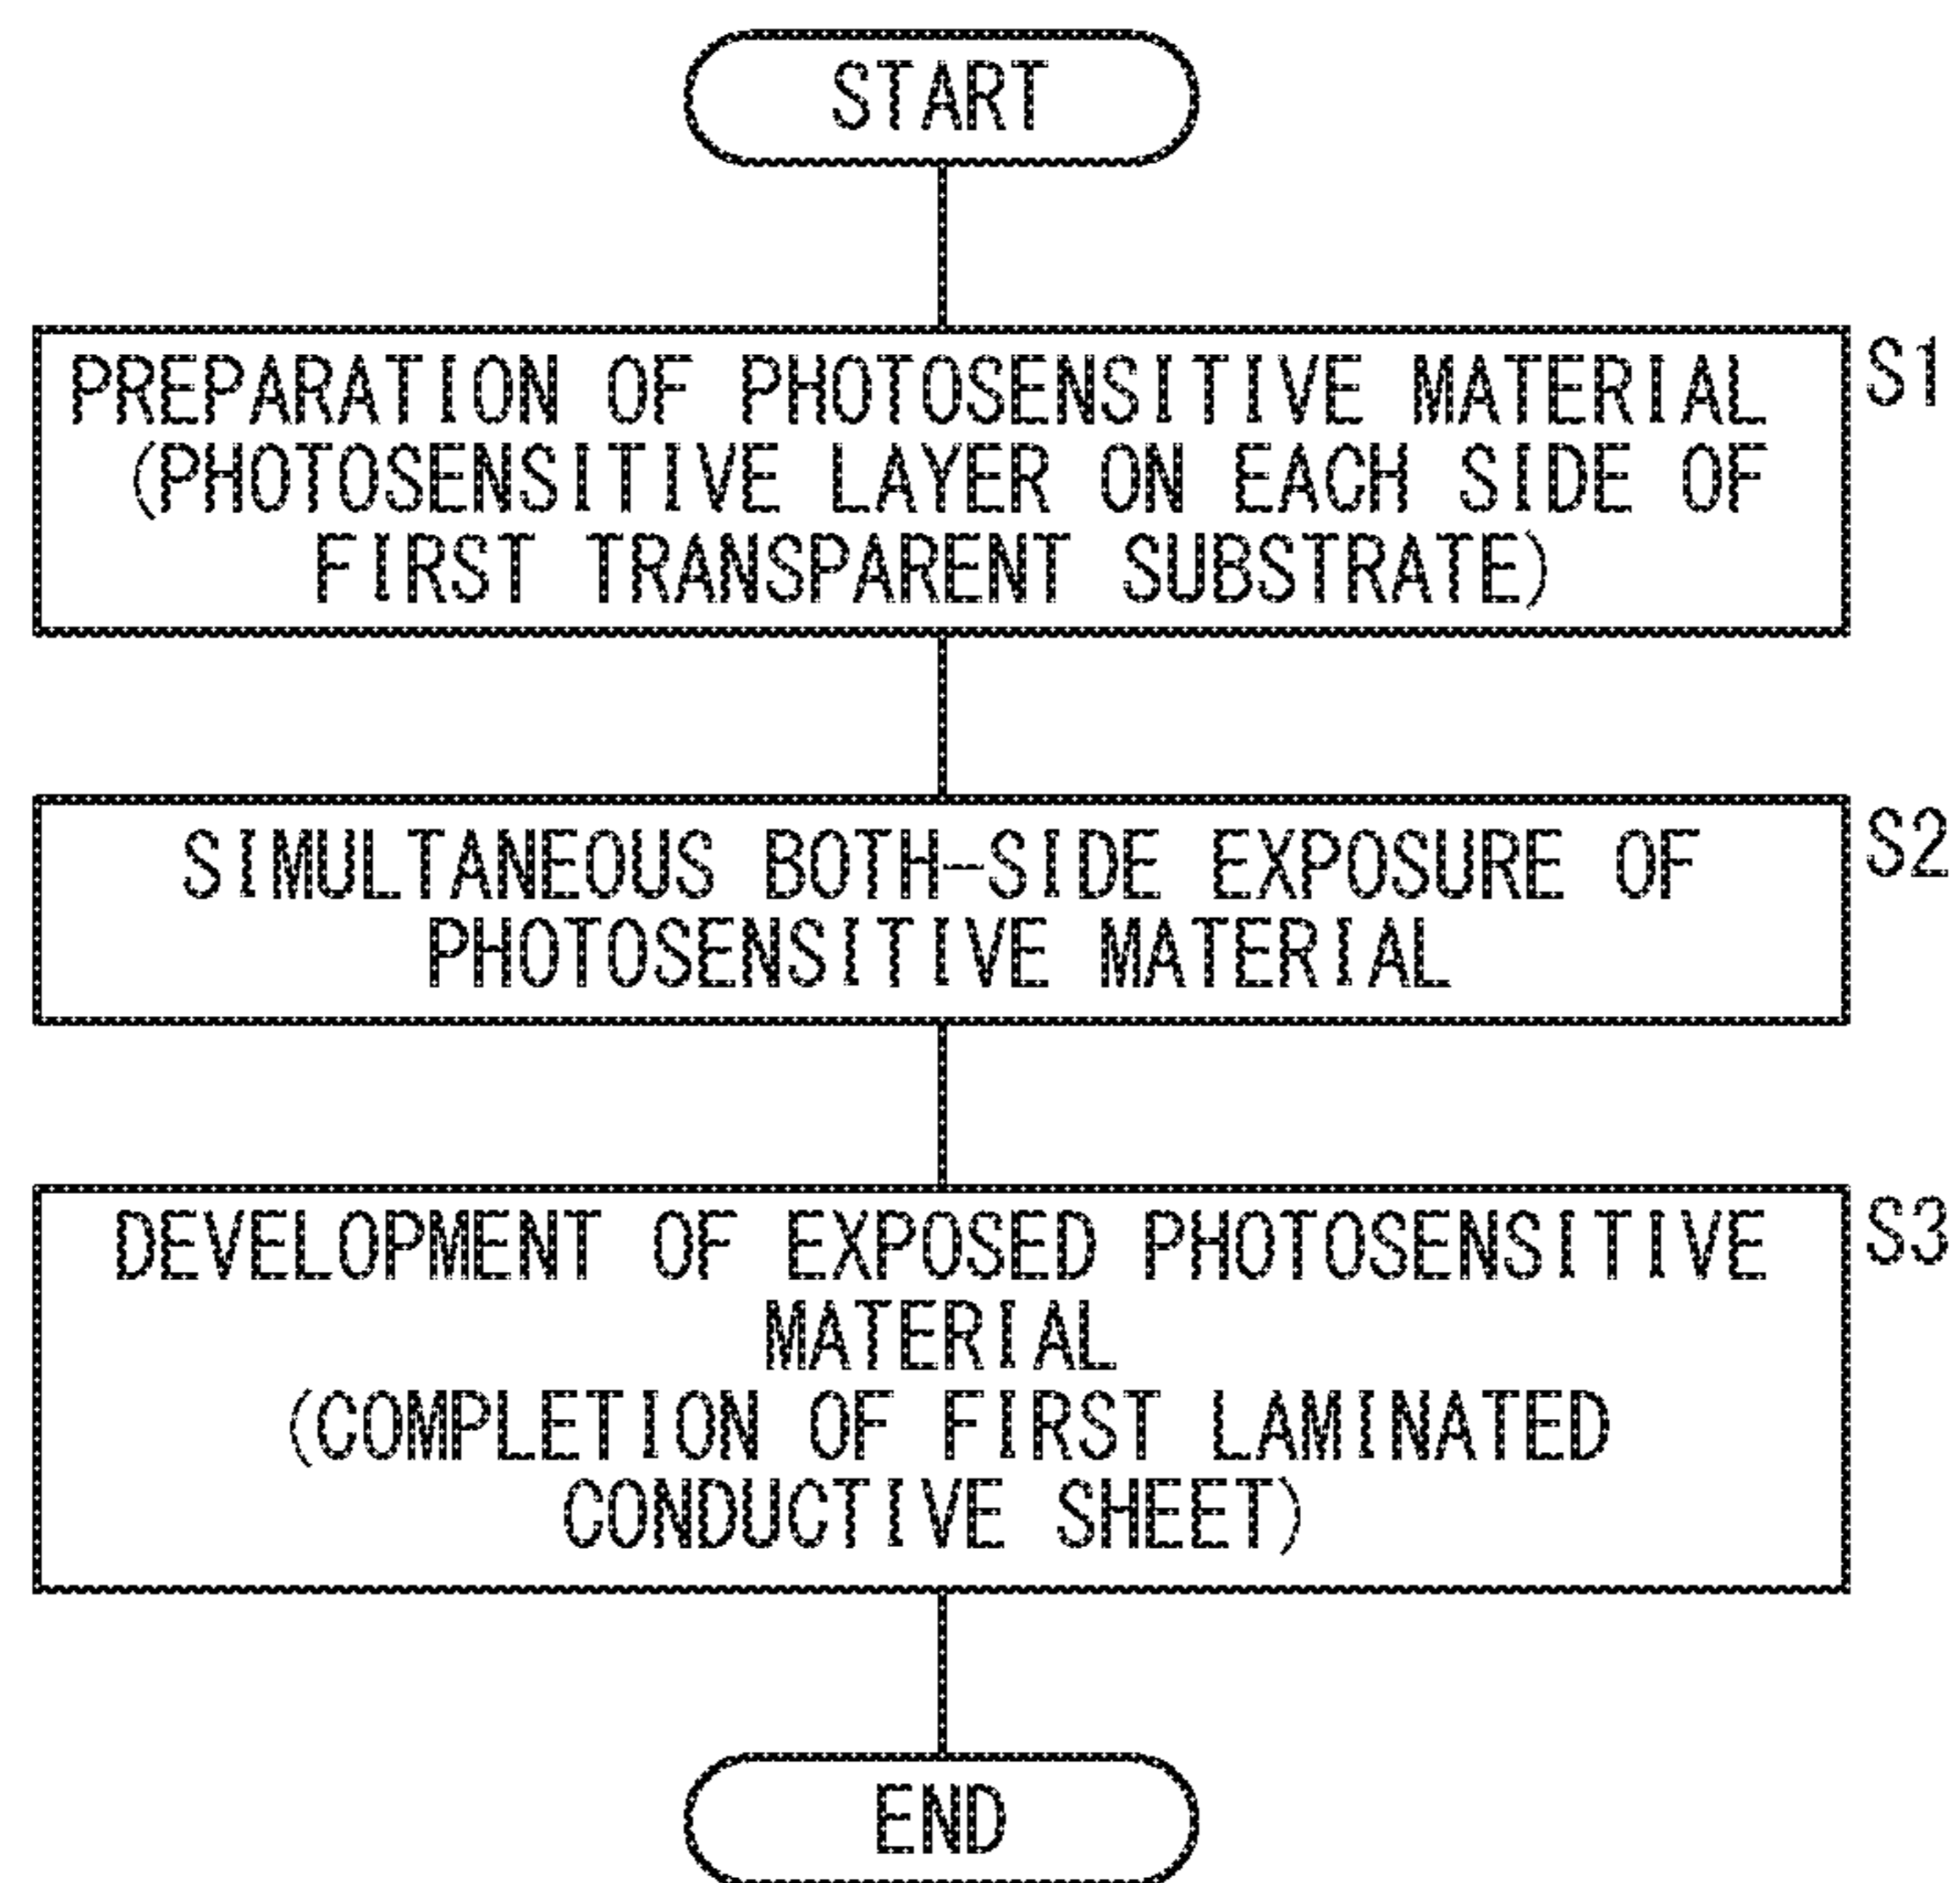 START
PREPARATION OF PHOTOSENSITIVE MATERIAL
S1
(PHOTOSENSITIVE LAYER ON EACH SIDE OF
FIRST TRANSPARENT SUBSTRATE)
SIMULTANEOUS BOTH-SIDE EXPOSURE OF
S2
PHOTOSENSITIVE MATERIAL
DEVELOPMENT OF EXPOSED PHOTOSENSITIVE
S3
MATERIAL
(COMPLETION OF FIRST LAMINATED
CONDUCTIVE SHEET)
END